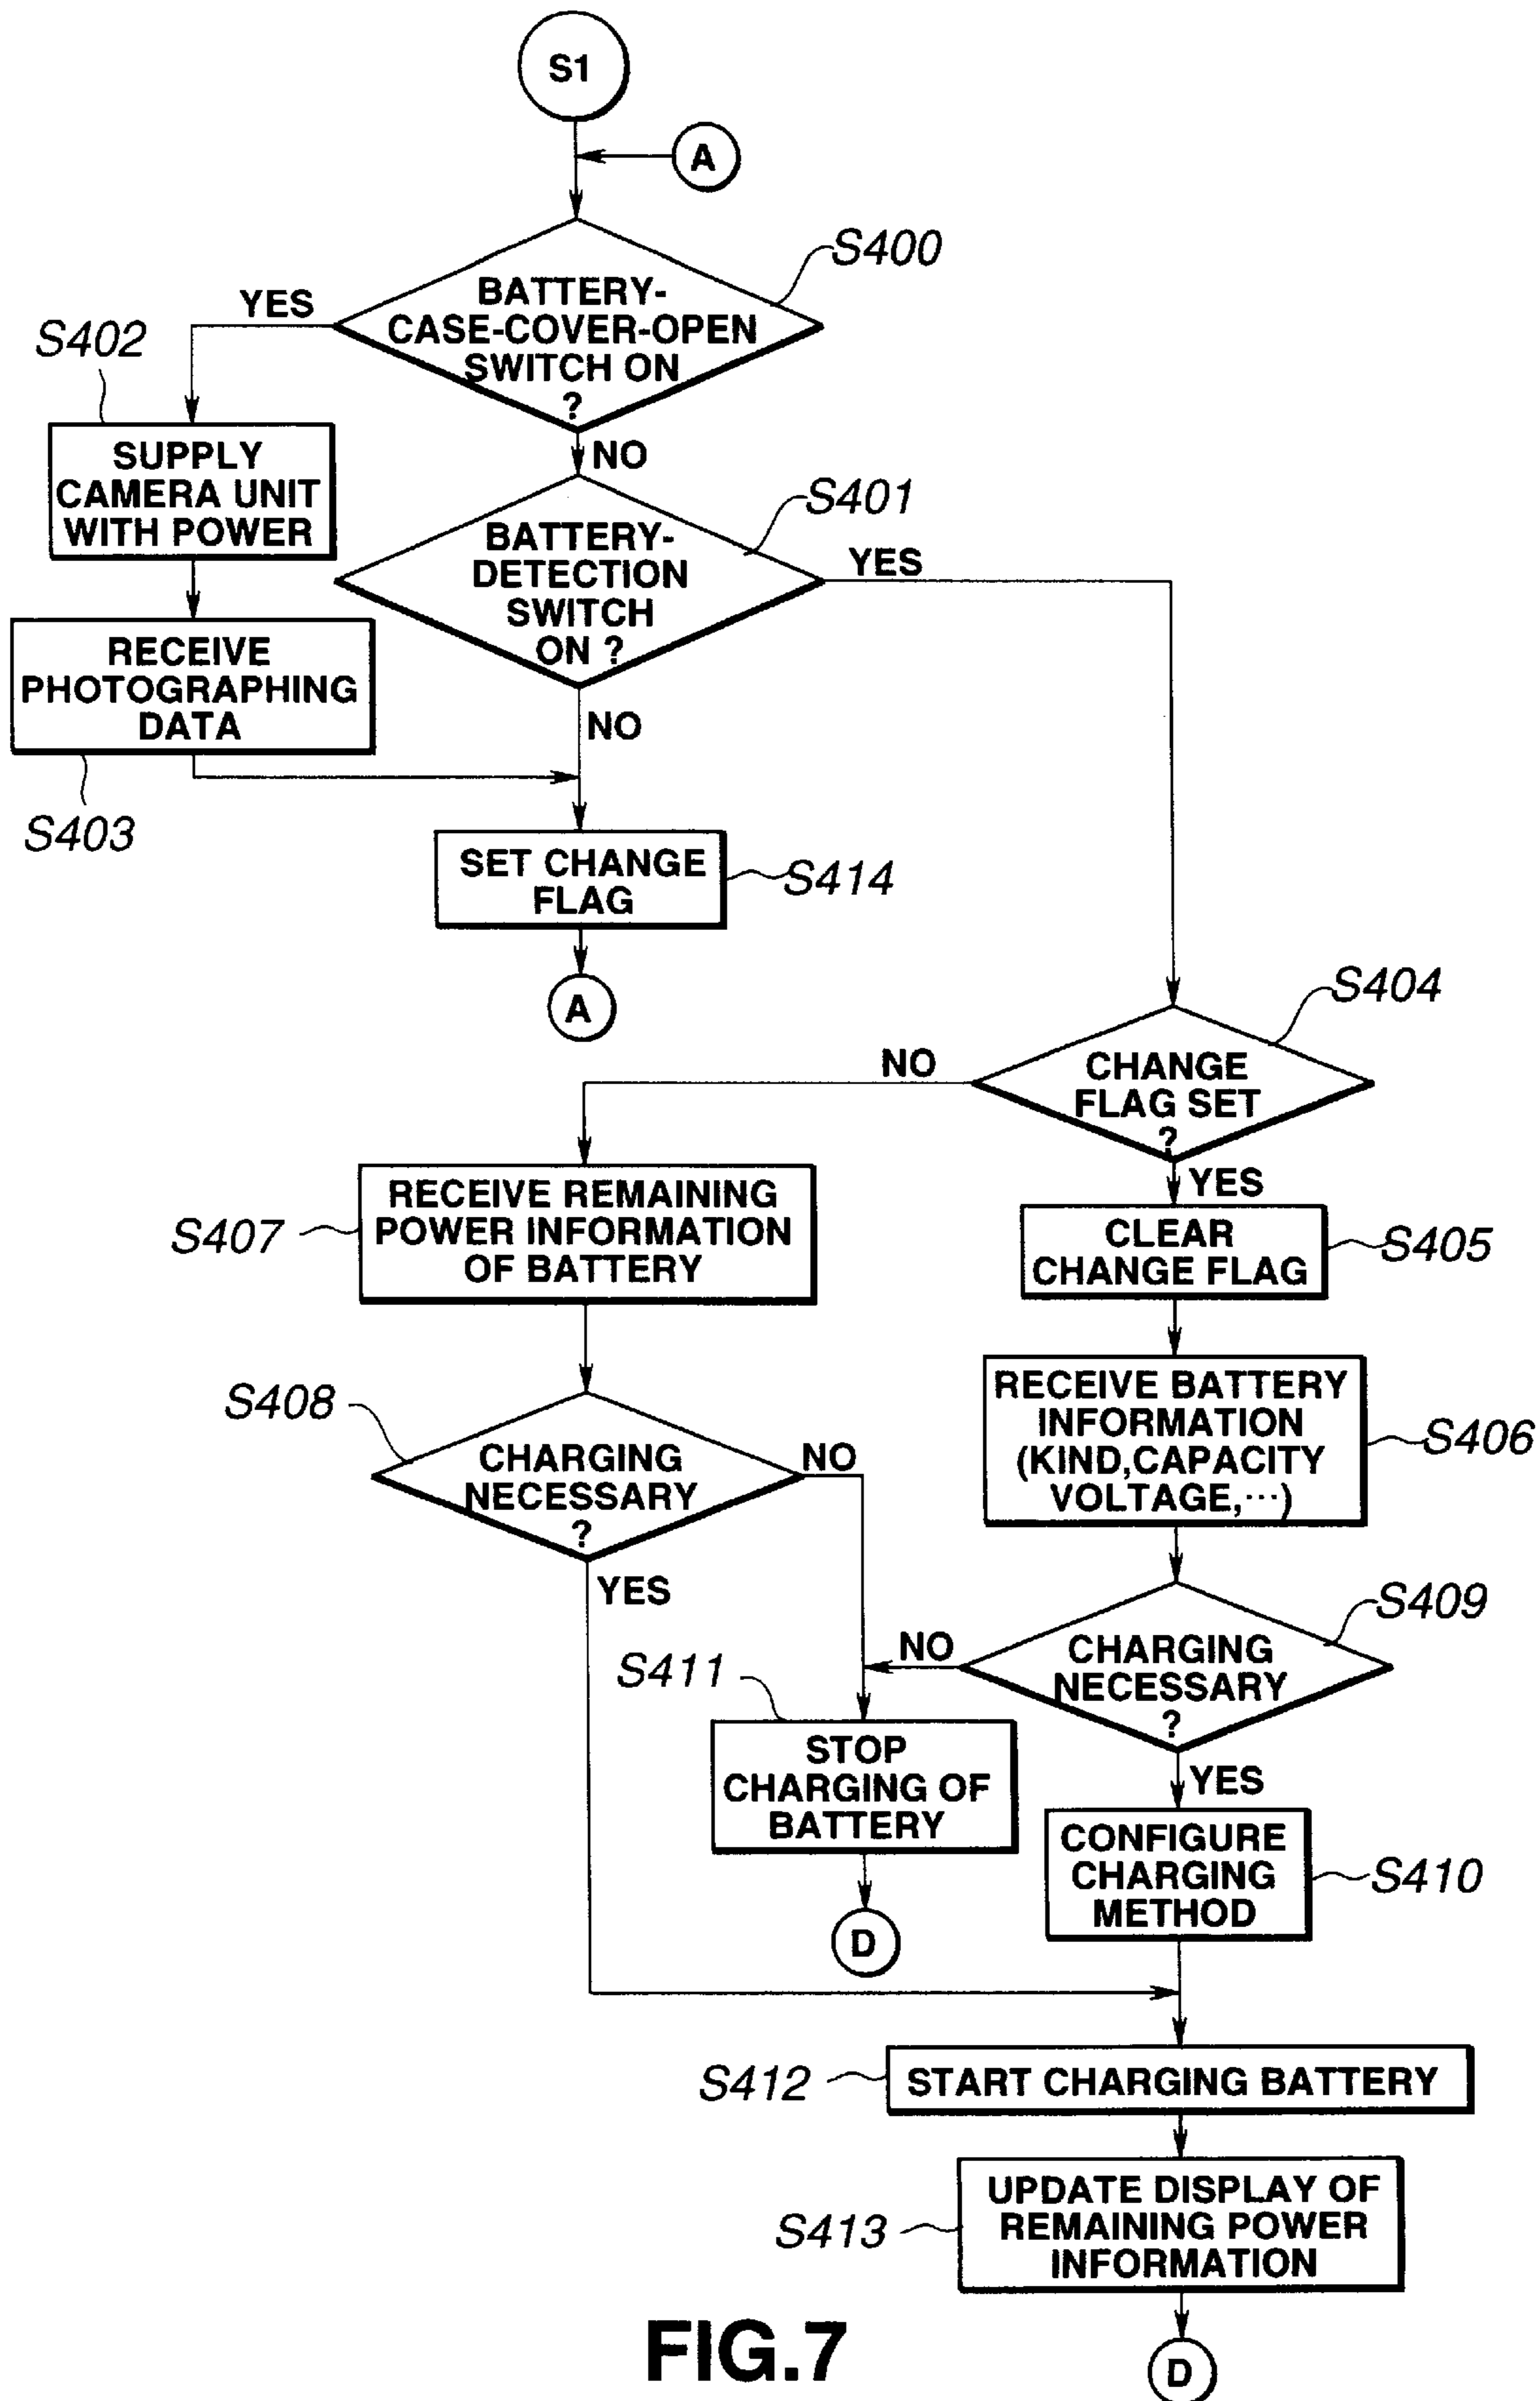 S1
A
S400
BATTERY-
CASE-COVER-OPEN
SWITCH ON
?
YES
NO
S402
SUPPLY
CAMERA UNIT
WITH POWER
S401
BATTERY-
DETECTION
SWITCH
ON ?
YES
NO
RECEIVE
PHOTOGRAPHING
DATA
S403
SET CHANGE
FLAG
S414
A
S404
CHANGE
FLAG SET
?
NO
YES
RECEIVE REMAINING
POWER INFORMATION
OF BATTERY
S407
CLEAR
CHANGE FLAG
S405
RECEIVE BATTERY
INFORMATION
(KIND,CAPACITY
VOLTAGE,···)
S406
S408
CHARGING
NECESSARY
?
NO
YES
S409
CHARGING
NECESSARY
?
NO
YES
S411
STOP
CHARGING OF
BATTERY
D
CONFIGURE
CHARGING
METHOD
S410
S412
START CHARGING BATTERY
S413
UPDATE DISPLAY OF
REMAINING POWER
INFORMATION
D
FIG.7